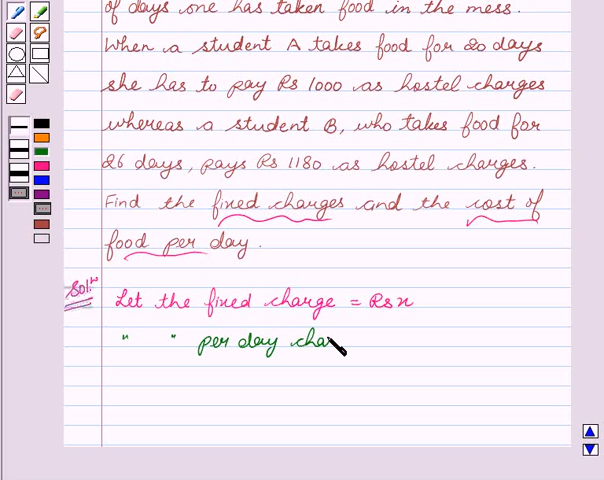 of days one has taken food in the mess.
When a student A takes food for 20 days
she has to pay Rs 1000 as hostel charges
whereas a student B, who takes food for
26 days, pays Rs 1180 as hostel charges.
Find the fixed charges and the cost of
food per day.
Sol:n
Let the fixed charge = Rs x
" " per day cha